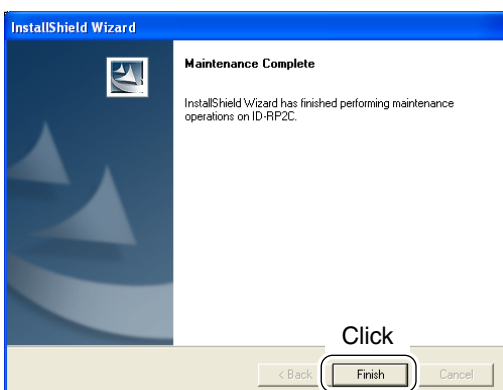 InstallShield Wizard
Maintenance Complete
InstallShield Wizard has finished performing maintenance
operations on ID-RP2C.
Click
< Back
Finish
Cancel